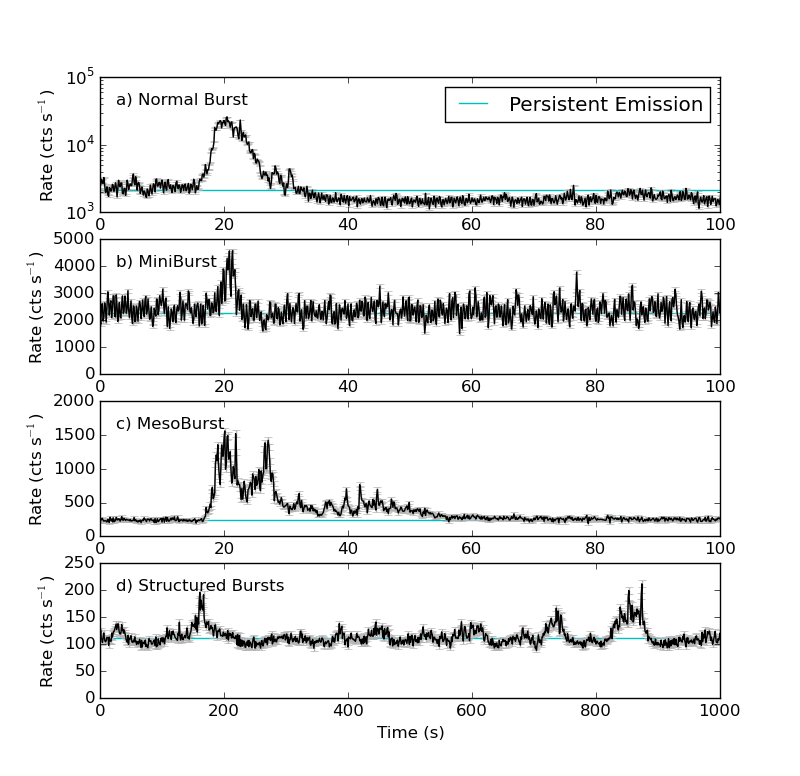 10^5
a) Normal Burst
Persistent Emission
10^4
Rate (cts s^−1)
10^3
0 20 40 60 80 100
5000
b) MiniBurst
4000
3000
Rate (cts s^−1)
2000
1000
0
0 20 40 60 80 100
2000
c) MesoBurst
1500
Rate (cts s^−1)
1000
500
0
0 20 40 60 80 100
250
d) Structured Bursts
200
150
Rate (cts s^−1)
100
50
0
0 200 400 600 800 1000
Time (s)